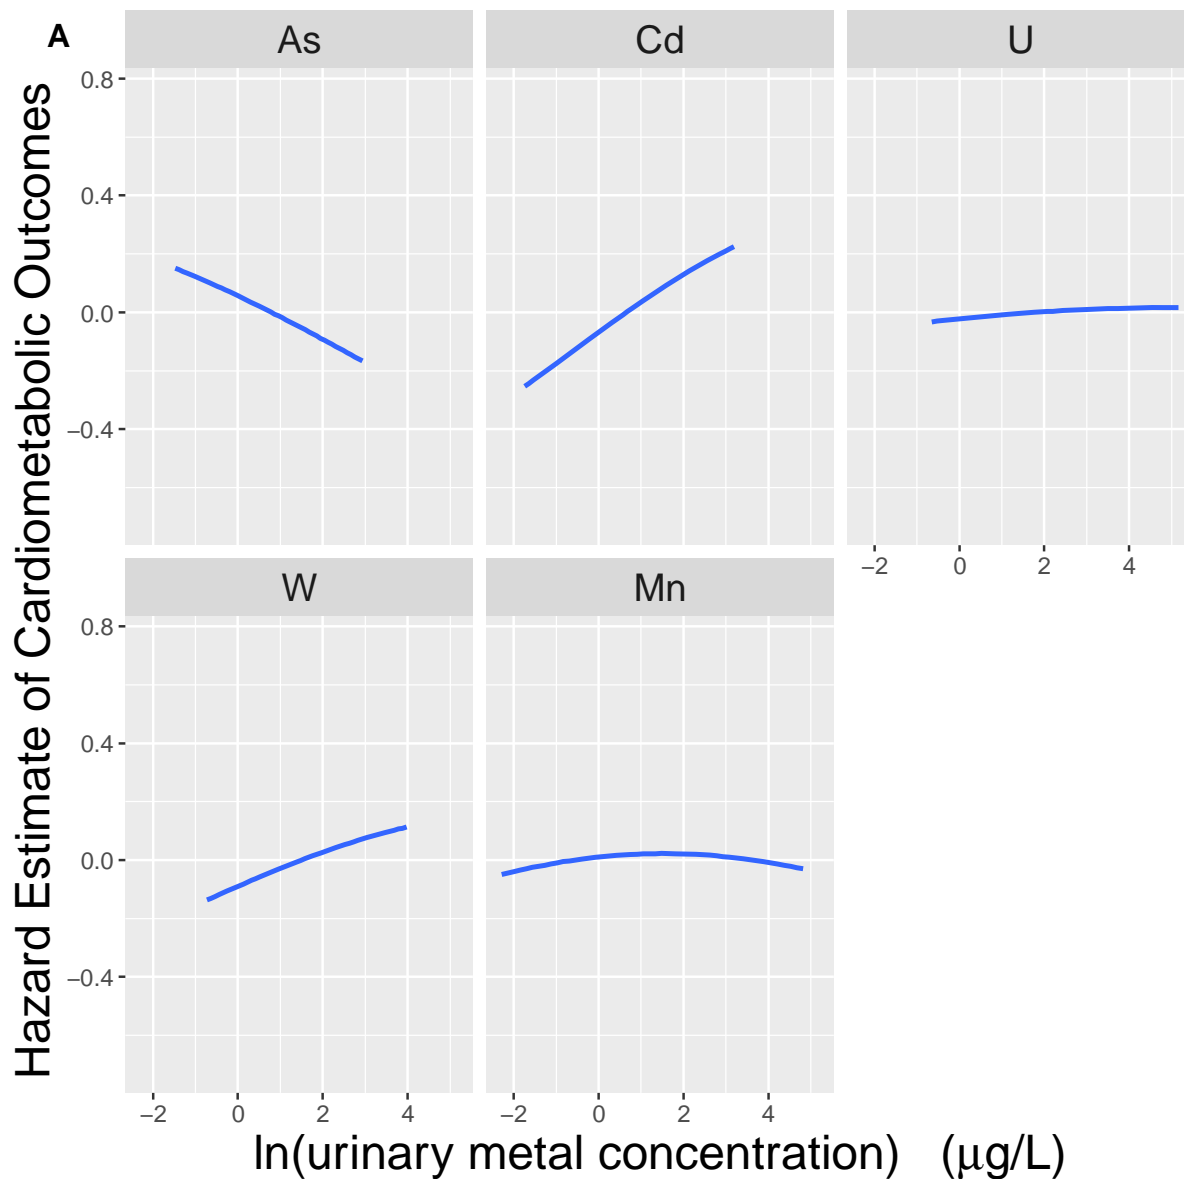 A
As
Cd
U
0.8
0.4
0.0
−0.4
−2 0 2 4
W
Mn
0.8
0.4
0.0
−0.4
−2 0 2 4
−2 0 2 4
Hazard Estimate of Cardiometabolic Outcomes
ln(urinary metal concentration) (μg/L)